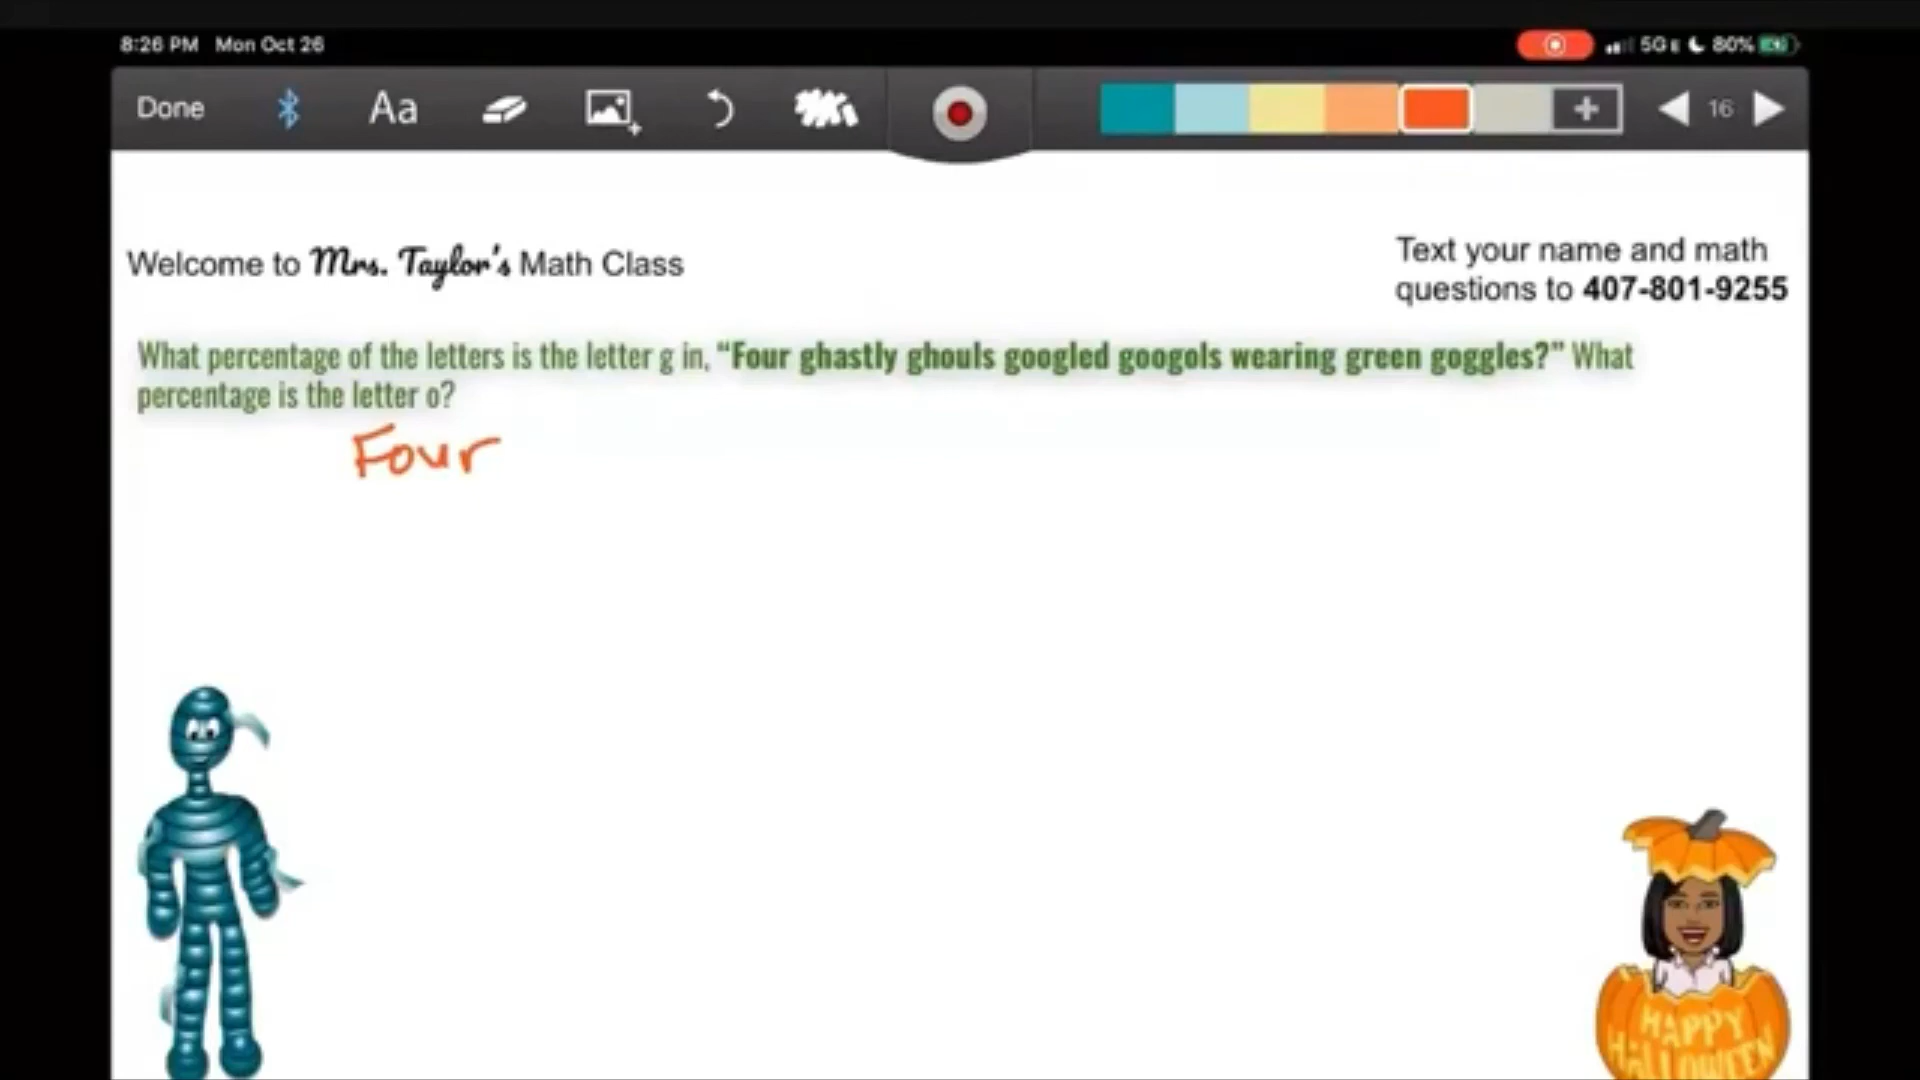 8:26 PM Mon Oct 26
5G E 80%
Done
Aa
16
Welcome to Mrs. Taylor's Math Class
Text your name and math
questions to 407-801-9255
What percentage of the letters is the letter g in, “Four ghastly ghouls googled googols wearing green goggles?” What
percentage is the letter o?
Four
HAPPY
HALLOWEEN